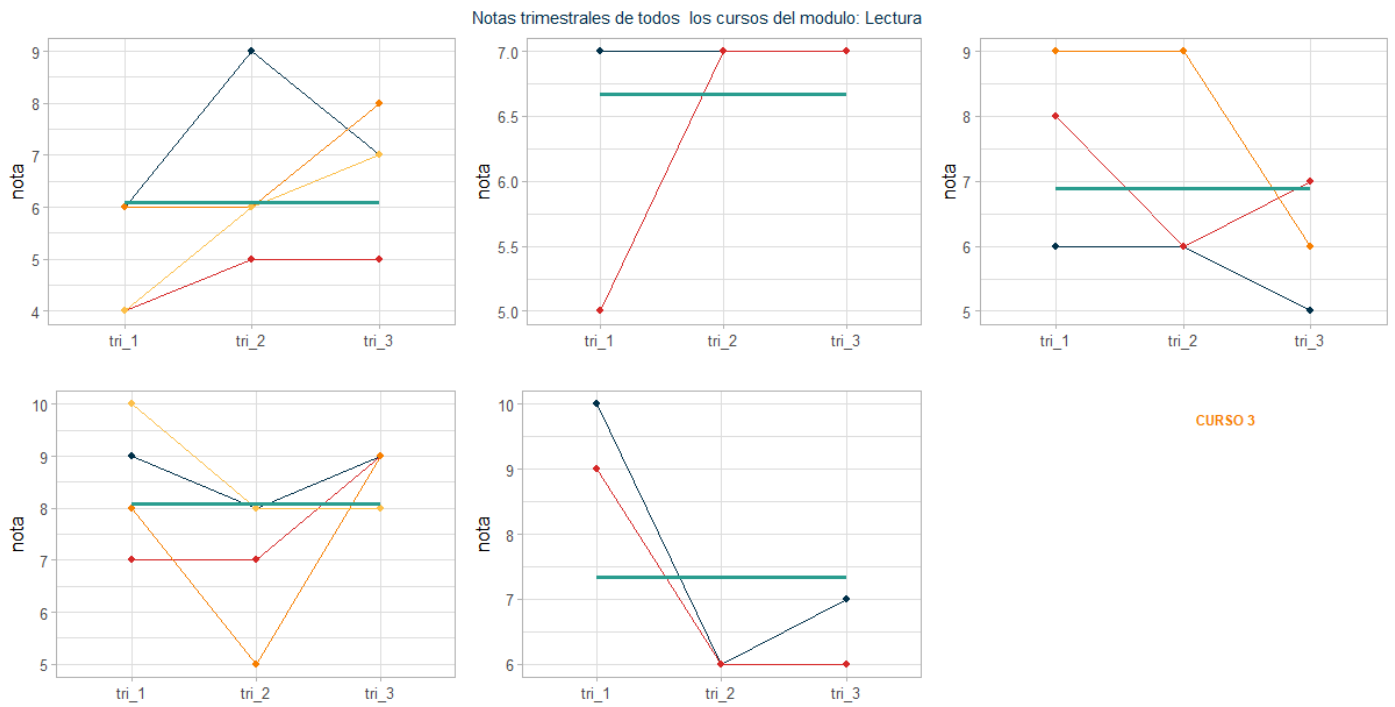 Notas trimestrales de todos  los cursos del modulo: Lectura
nota
9
8
7
6
5
4
tri_1 tri_2 tri_3
nota
7.0
6.5
6.0
5.5
5.0
tri_1 tri_2 tri_3
nota
9
8
7
6
5
tri_1 tri_2 tri_3
nota
10
9
8
7
6
5
tri_1 tri_2 tri_3
nota
10
9
8
7
6
tri_1 tri_2 tri_3
CURSO 3